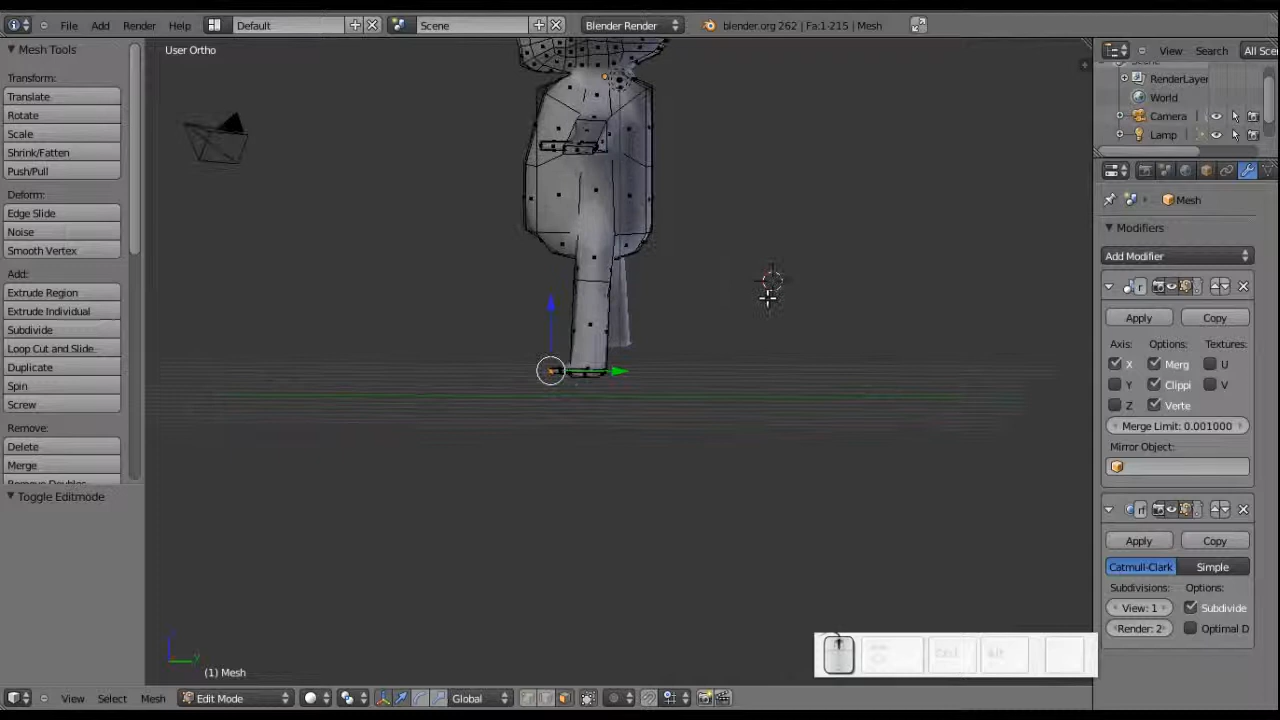 File Add Render Help Default Scene Blender Render blender.org 262 | Fa:1-215 | Mesh
Mesh Tools
Transform:
Translate
Rotate
Scale
Shrink/Fatten
Push/Pull
Deform:
Edge Slide
Noise
Smooth Vertex
Add:
Extrude Region
Extrude Individual
Subdivide
Loop Cut and Slide
Duplicate
Spin
Screw
Remove:
Delete
Merge
Toggle Editmode
User Ortho
(1) Mesh
View Select Mesh Edit Mode Global
View Search All Sce
RenderLayer
World
Camera
Lamp
Mesh
Modifiers
Add Modifier
Apply Copy
Axis: Options: Textures:
X Merg U
Y Clippi V
Z Verte
Merge Limit: 0.001000
Mirror Object:
Apply Copy
Catmull-Clark Simple
Subdivisions: Options:
View: 1 Subdivide
Render: 2 Optimal D